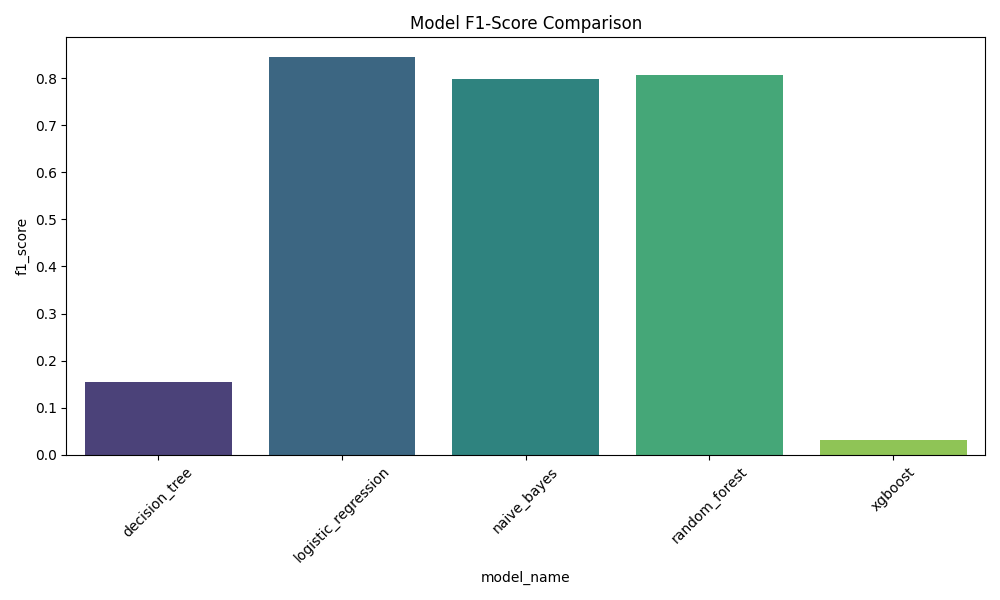 Model F1-Score Comparison
f1_score
0.8
0.7
0.6
0.5
0.4
0.3
0.2
0.1
0.0
decision_tree
logistic_regression
naive_bayes
random_forest
xgboost
model_name